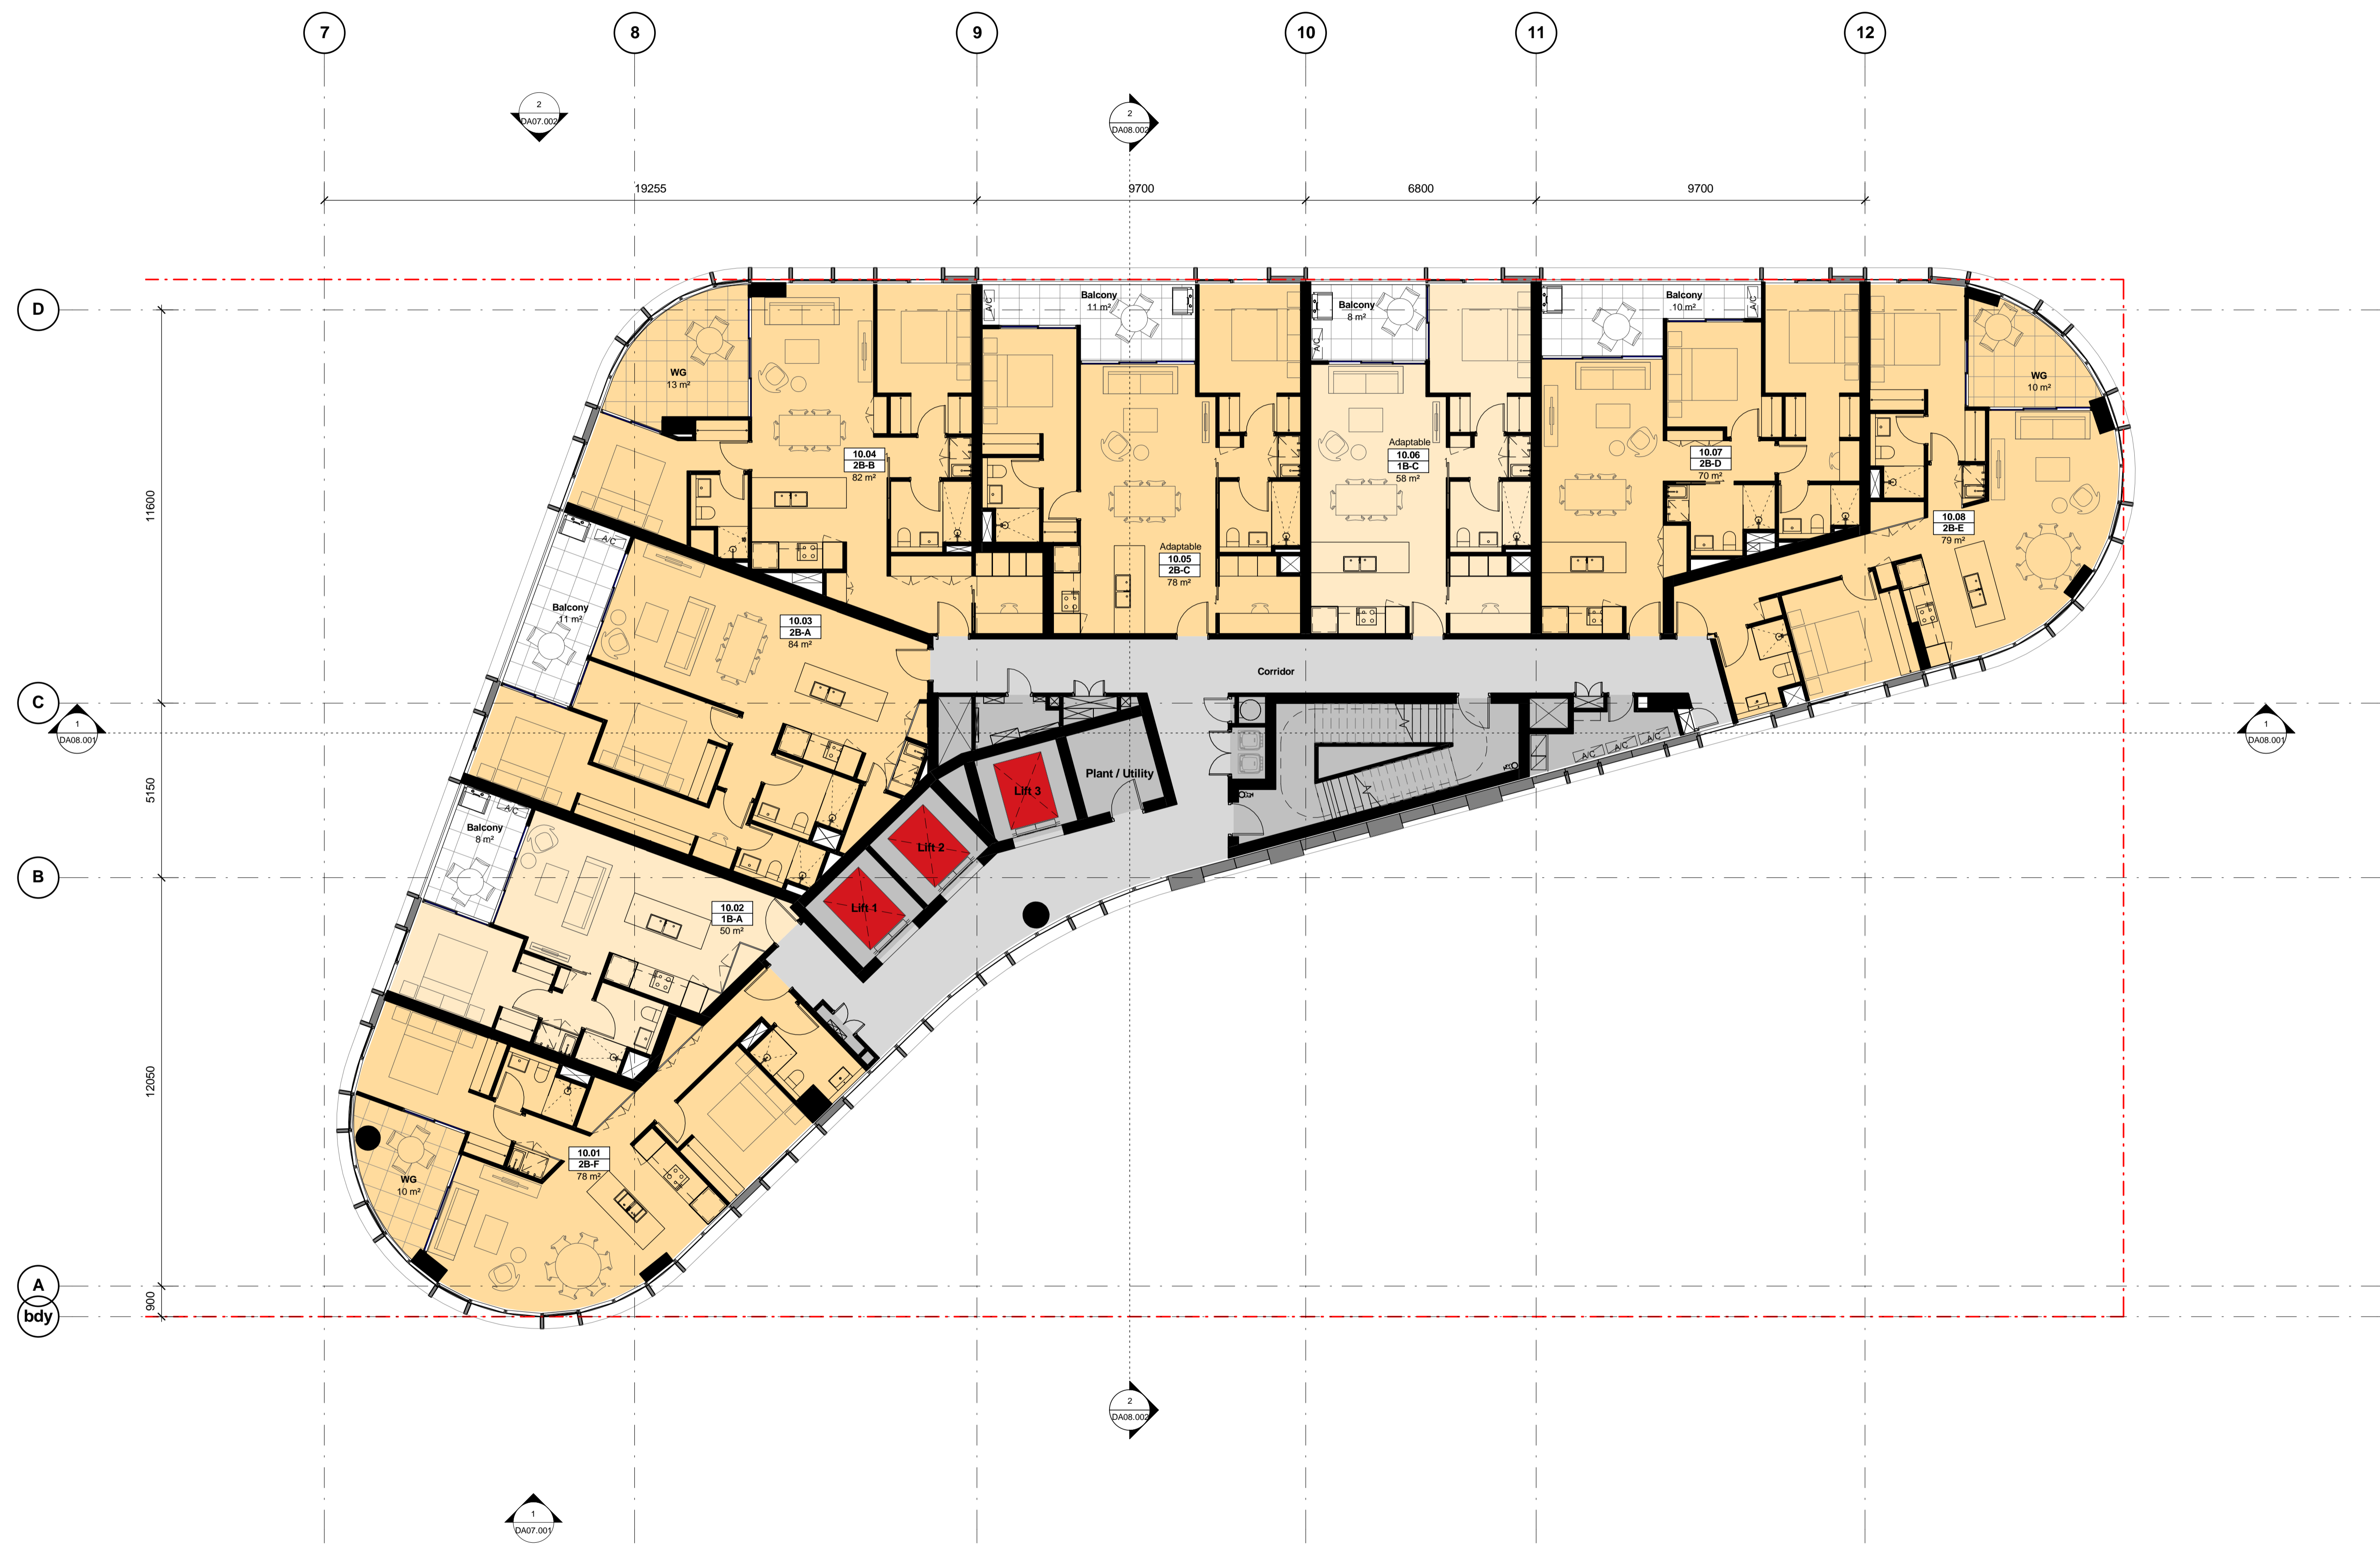 7
8
9
10
11
12
2
DA07.002
2
DA08.002
19255
9700
6800
9700
D
C
B
A
bdy
11600
5150
12050
900
1
DA08.001
1
DA08.001
WG
13 m²
10.04
2B-B
82 m²
A/C
Balcony
11 m²
Adaptable
10.05
2B-C
78 m²
Balcony
8 m²
A/C
Adaptable
10.06
1B-C
58 m²
Balcony
10 m²
A/C
10.07
2B-D
70 m²
WG
10 m²
10.08
2B-E
79 m²
A/C
Balcony
11 m²
10.03
2B-A
84 m²
Corridor
Plant / Utility
A/C
A/C
A/C
Lift 3
Lift 2
Lift 1
A/C
Balcony
8 m²
10.02
1B-A
50 m²
10.01
2B-F
78 m²
WG
10 m²
2
DA08.002
1
DA07.001